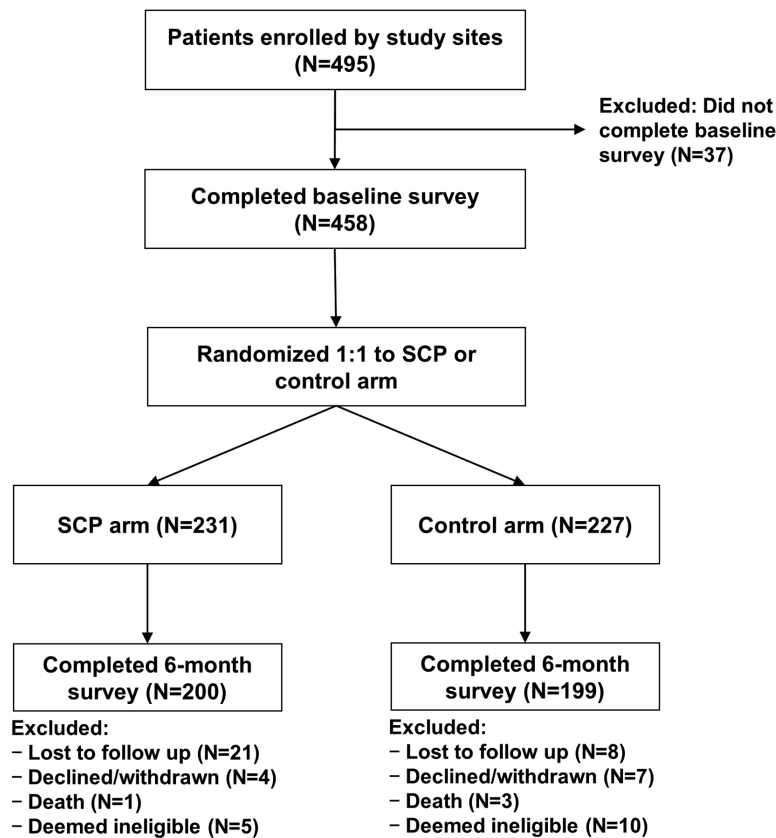 Patients enrolled by study sites
(N=495)
Excluded: Did not
complete baseline
survey (N=37)
Completed baseline survey
(N=458)
Randomized 1:1 to SCP or
control arm
SCP arm (N=231)
Control arm (N=227)
Completed 6-month
survey (N=200)
Completed 6-month
survey (N=199)
Excluded:
− Lost to follow up (N=21)
− Declined/withdrawn (N=4)
− Death (N=1)
− Deemed ineligible (N=5)
Excluded:
− Lost to follow up (N=8)
− Declined/withdrawn (N=7)
− Death (N=3)
− Deemed ineligible (N=10)